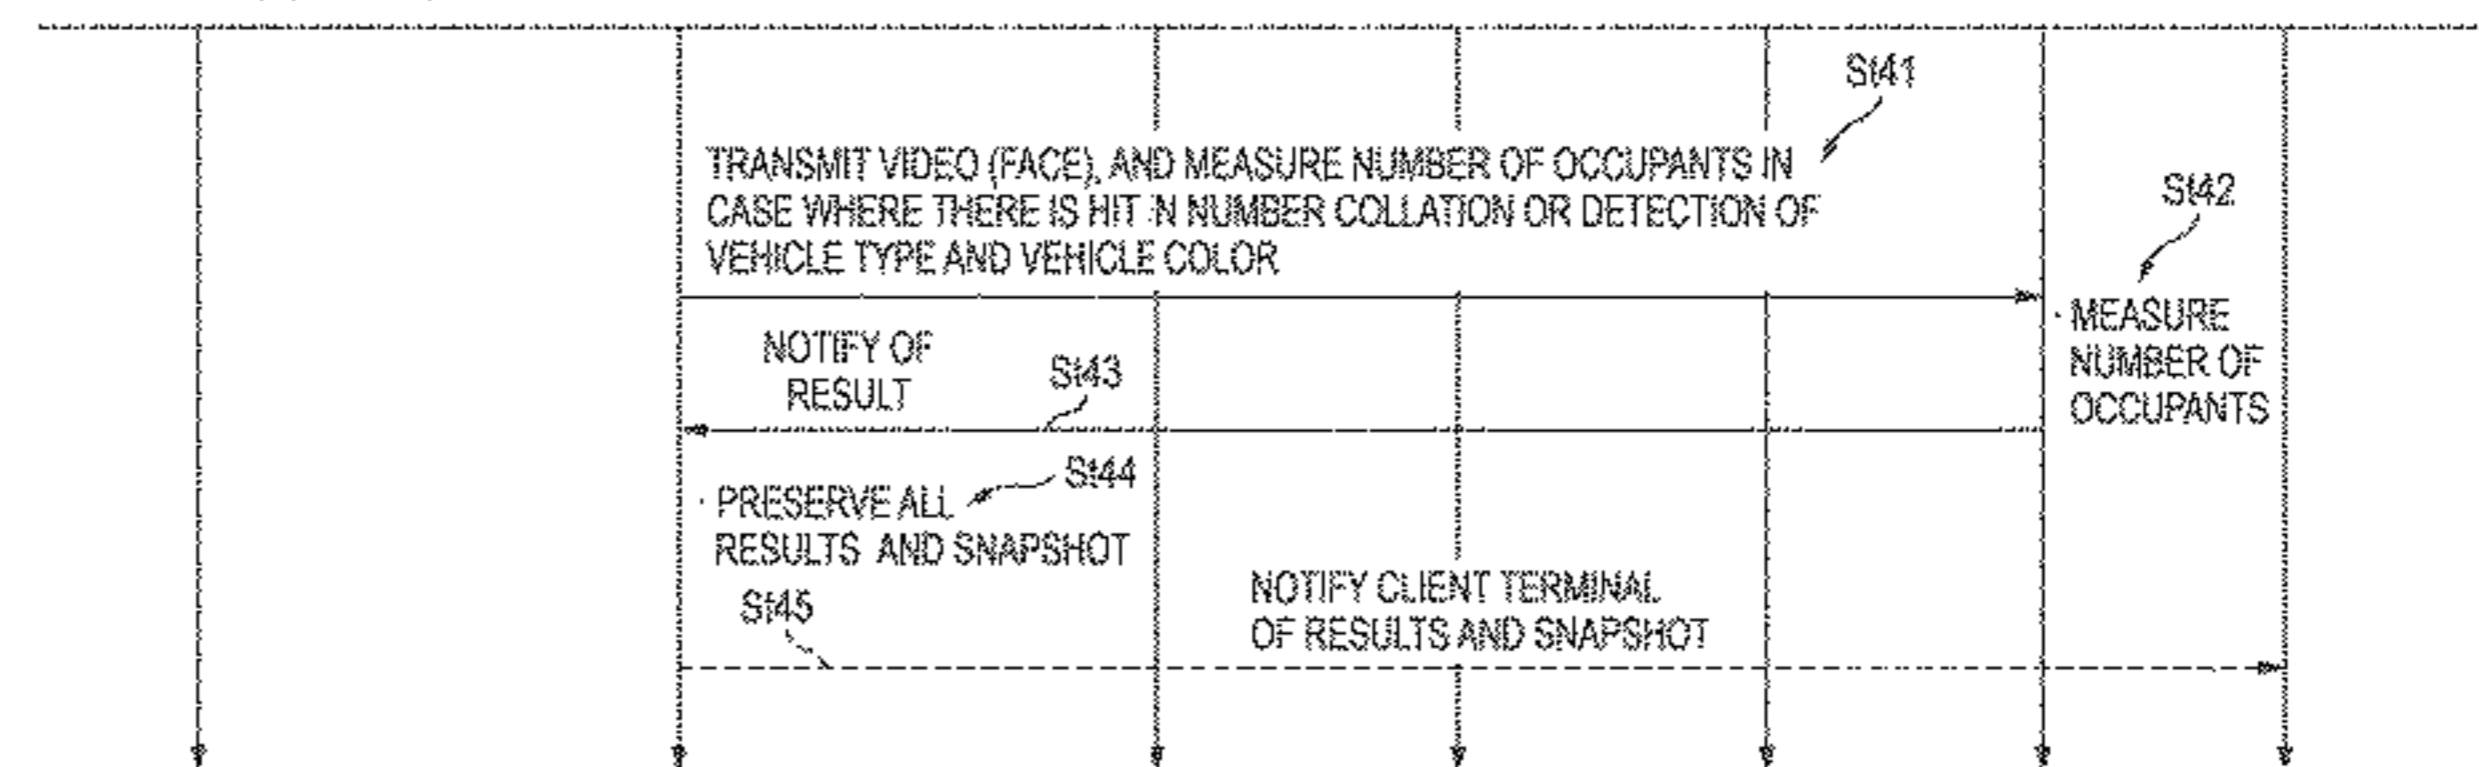 St41
TRANSMIT VIDEO (FACE), AND MEASURE NUMBER OF OCCUPANTS IN
CASE WHERE THERE IS HIT IN NUMBER COLLATION OR DETECTION OF
VEHICLE TYPE AND VEHICLE COLOR
St42
· MEASURE
NUMBER OF
OCCUPANTS
NOTIFY OF
RESULT
St43
St44
· PRESERVE ALL
RESULTS AND SNAPSHOT
St45
NOTIFY CLIENT TERMINAL
OF RESULTS AND SNAPSHOT